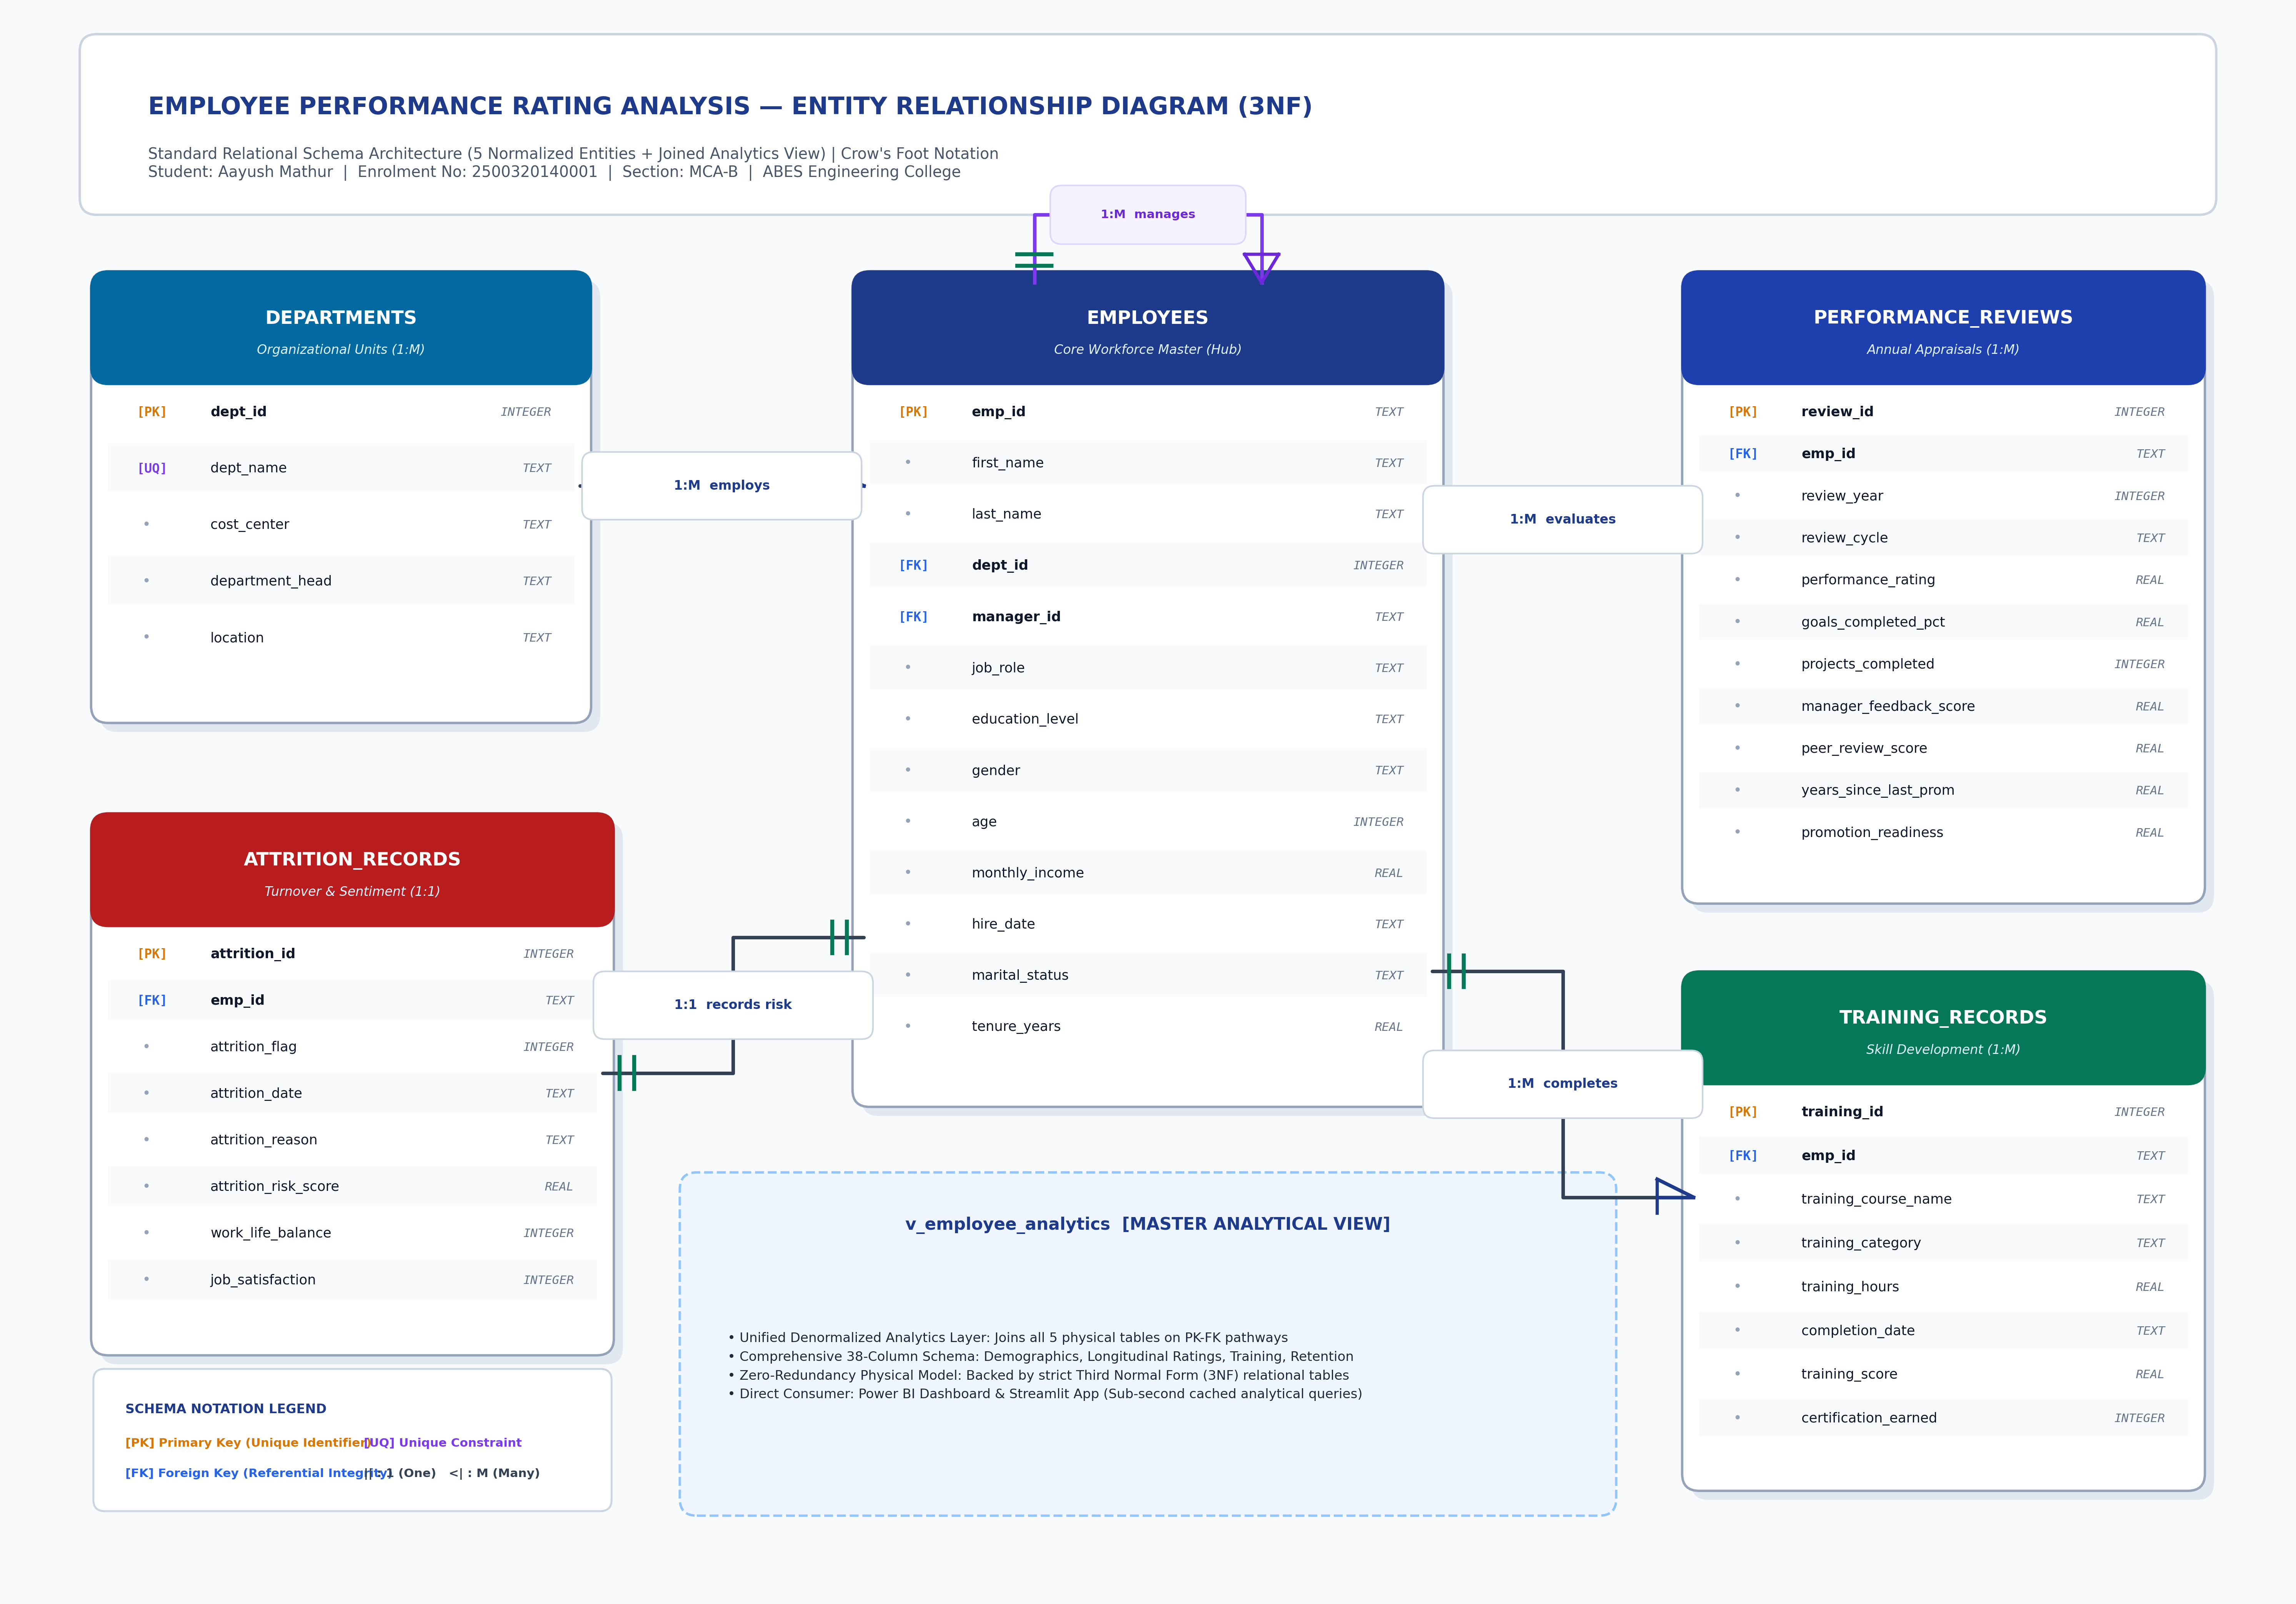 EMPLOYEE PERFORMANCE RATING ANALYSIS — ENTITY RELATIONSHIP DIAGRAM (3NF)
Standard Relational Schema Architecture (5 Normalized Entities + Joined Analytics View) | Crow's Foot Notation
Student: Aayush Mathur | Enrolment No: 2500320140001 | Section: MCA-B | ABES Engineering College
1:M manages
DEPARTMENTS
Organizational Units (1:M)
[PK] dept_id INTEGER
[UQ] dept_name TEXT
• cost_center TEXT
• department_head TEXT
• location TEXT
1:M employs
EMPLOYEES
Core Workforce Master (Hub)
[PK] emp_id TEXT
• first_name TEXT
• last_name TEXT
[FK] dept_id INTEGER
[FK] manager_id TEXT
• job_role TEXT
• education_level TEXT
• gender TEXT
• age INTEGER
• monthly_income REAL
• hire_date TEXT
• marital_status TEXT
• tenure_years REAL
1:M evaluates
PERFORMANCE_REVIEWS
Annual Appraisals (1:M)
[PK] review_id INTEGER
[FK] emp_id TEXT
• review_year INTEGER
• review_cycle TEXT
• performance_rating REAL
• goals_completed_pct REAL
• projects_completed INTEGER
• manager_feedback_score REAL
• peer_review_score REAL
• years_since_last_prom REAL
• promotion_readiness REAL
ATTRITION_RECORDS
Turnover & Sentiment (1:1)
[PK] attrition_id INTEGER
[FK] emp_id TEXT
• attrition_flag INTEGER
• attrition_date TEXT
• attrition_reason TEXT
• attrition_risk_score REAL
• work_life_balance INTEGER
• job_satisfaction INTEGER
1:1 records risk
1:M completes
TRAINING_RECORDS
Skill Development (1:M)
[PK] training_id INTEGER
[FK] emp_id TEXT
• training_course_name TEXT
• training_category TEXT
• training_hours REAL
• completion_date TEXT
• training_score REAL
• certification_earned INTEGER
v_employee_analytics [MASTER ANALYTICAL VIEW]
• Unified Denormalized Analytics Layer: Joins all 5 physical tables on PK-FK pathways
• Comprehensive 38-Column Schema: Demographics, Longitudinal Ratings, Training, Retention
• Zero-Redundancy Physical Model: Backed by strict Third Normal Form (3NF) relational tables
• Direct Consumer: Power BI Dashboard & Streamlit App (Sub-second cached analytical queries)
SCHEMA NOTATION LEGEND
[PK] Primary Key (Unique Identifier) [UQ] Unique Constraint
[FK] Foreign Key (Referential Integrity) || : 1 (One) <| : M (Many)